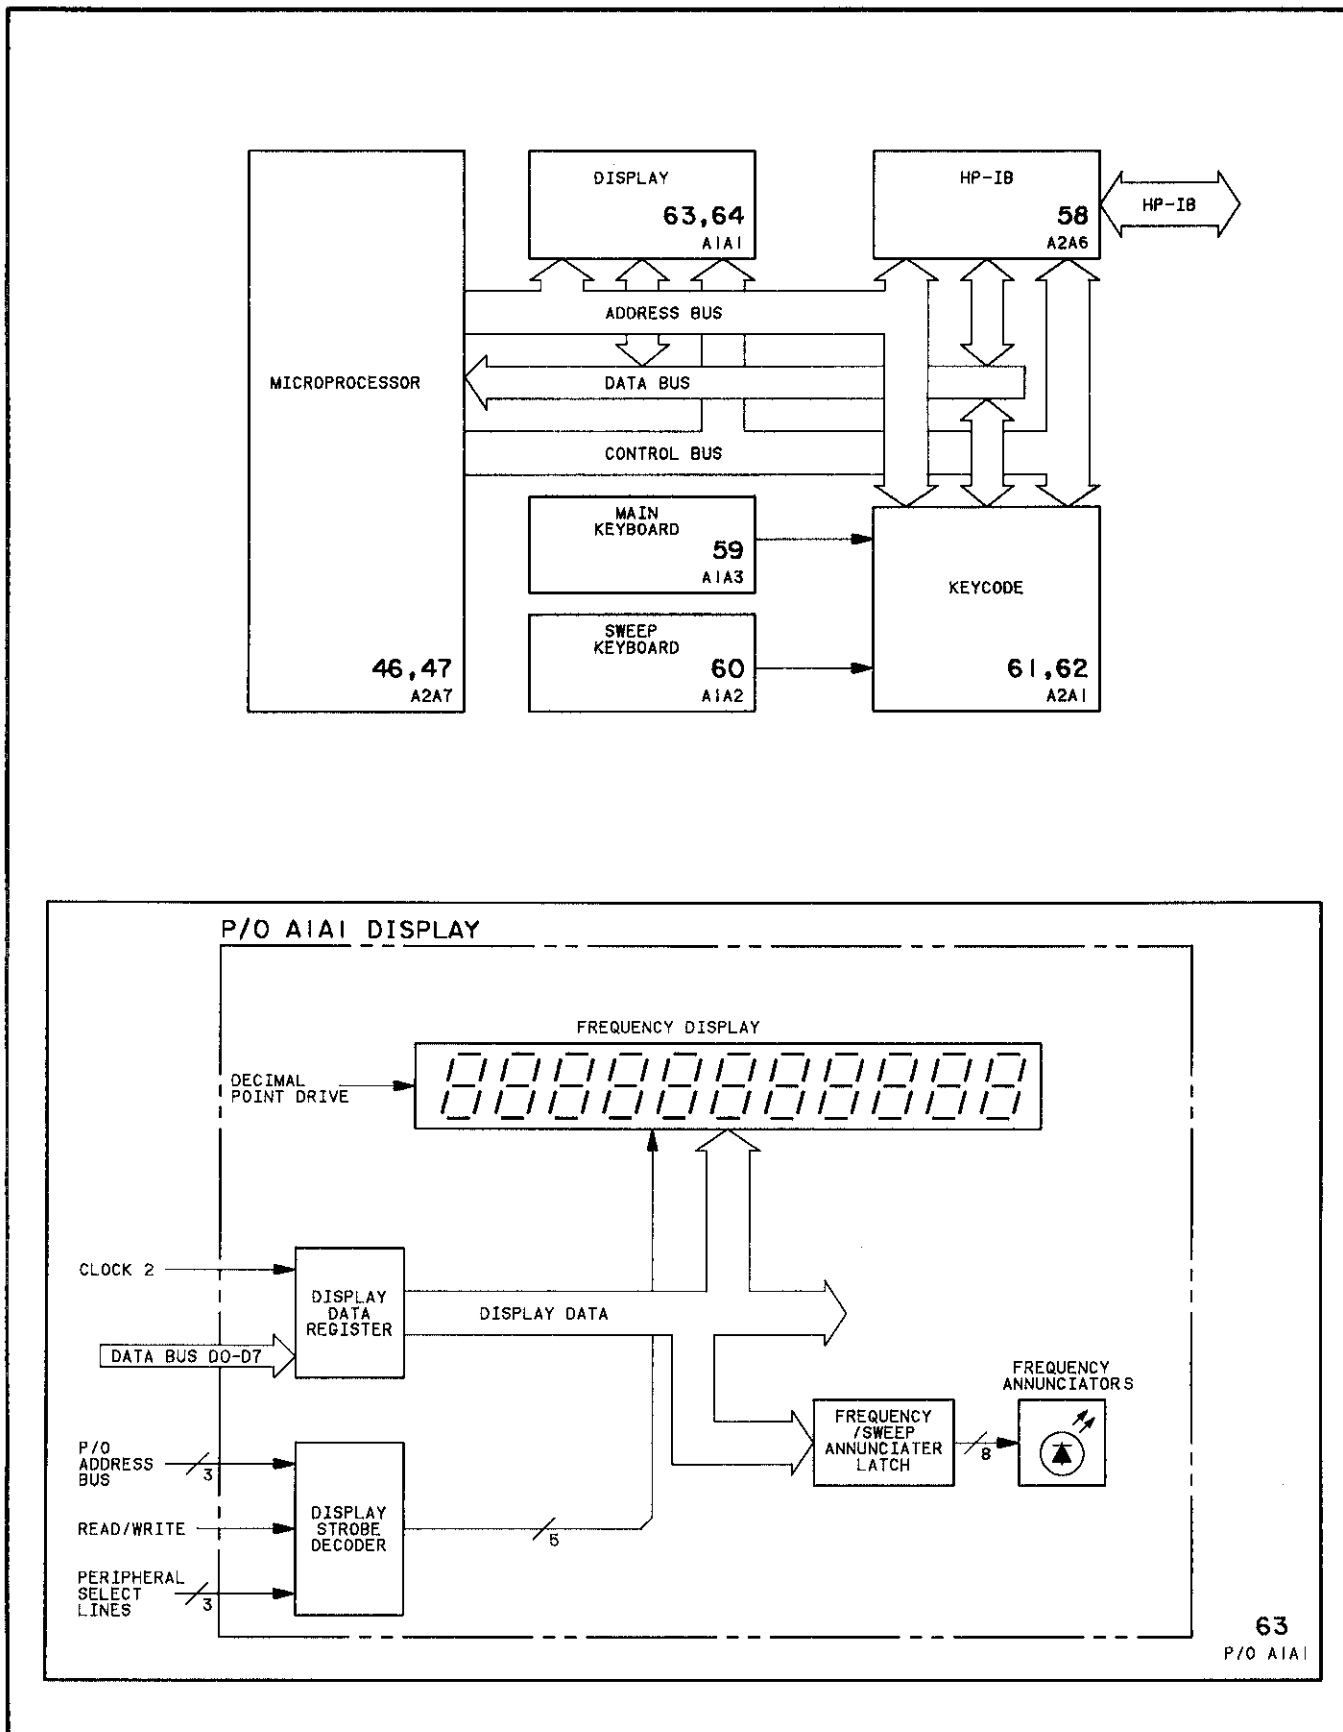 DISPLAY
63,64
A1A1
HP-IB
58
A2A6
HP-IB
ADDRESS BUS
MICROPROCESSOR
DATA BUS
CONTROL BUS
46,47
A2A7
MAIN
KEYBOARD
59
A1A3
SWEEP
KEYBOARD
60
A1A2
KEYCODE
61,62
A2A1
P/O A1A1 DISPLAY
FREQUENCY DISPLAY
DECIMAL
POINT DRIVE
CLOCK 2
DISPLAY
DATA
REGISTER
DISPLAY DATA
DATA BUS D0-D7
FREQUENCY
ANNUNCIATORS
FREQUENCY
/SWEEP
ANNUNCIATER
LATCH
8
P/O
ADDRESS
BUS
3
READ/WRITE
DISPLAY
STROBE
DECODER
5
PERIPHERAL
SELECT
LINES
3
63
P/O A1A1